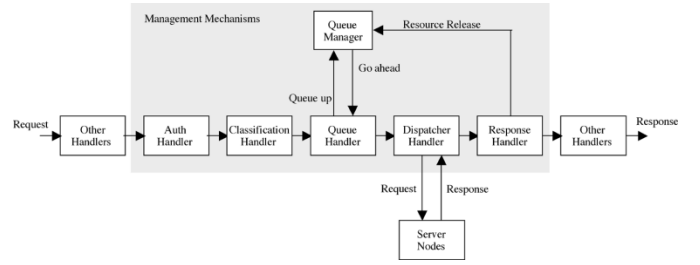 Management Mechanisms
Queue
Manager
Resource Release
Go ahead
Queue up
Request
Other
Handlers
Auth
Handler
Classification
Handler
Queue
Handler
Dispatcher
Handler
Response
Handler
Other
Handlers
Response
Request
Response
Server
Nodes